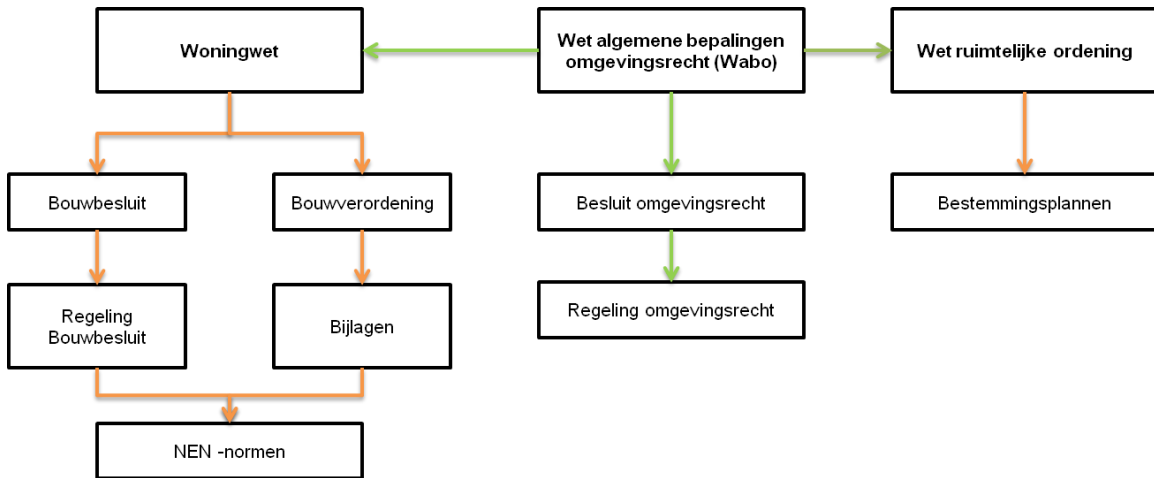 Woningwet
Wet algemene bepalingen
omgevingsrecht (Wabo)
Wet ruimtelijke ordening
Bouwbesluit
Bouwverordening
Besluit omgevingsrecht
Bestemmingsplannen
Regeling
Bouwbesluit
Bijlagen
Regeling omgevingsrecht
NEN -normen